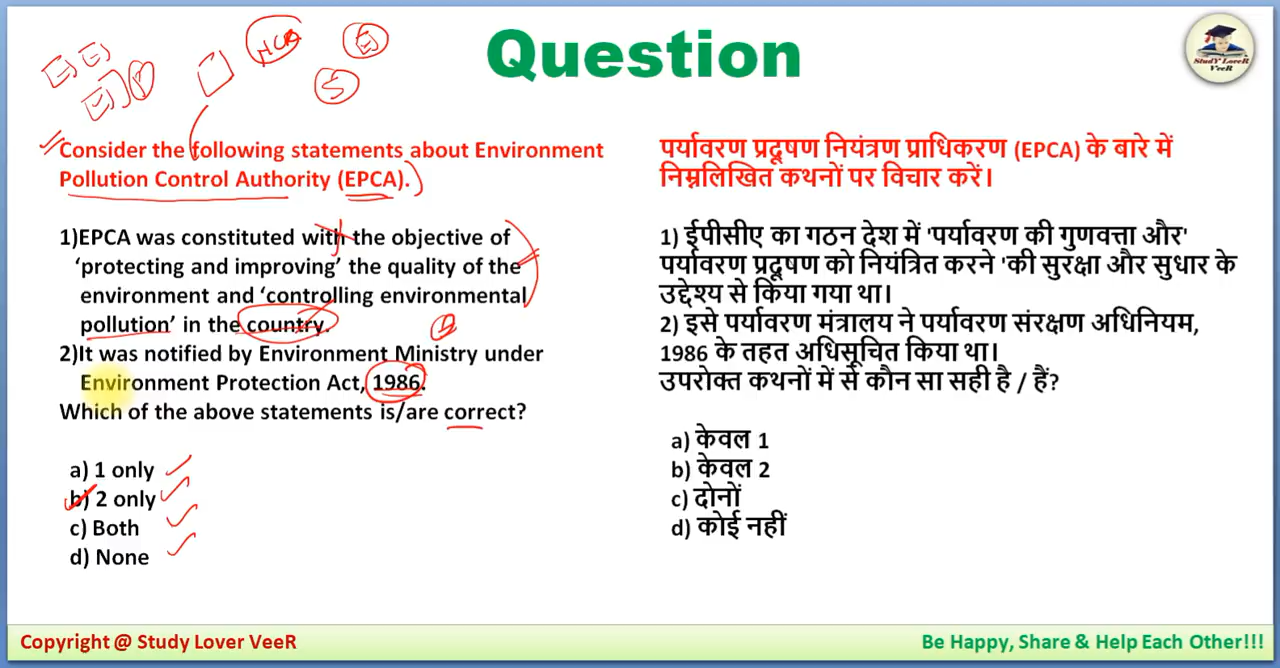 Question
StudY LoveR
VeeR
Consider the following statements about Environment
Pollution Control Authority (EPCA).
1)EPCA was constituted with the objective of
‘protecting and improving’ the quality of the
environment and ‘controlling environmental
pollution’ in the country.
2)It was notified by Environment Ministry under
Environment Protection Act, 1986.
Which of the above statements is/are correct?
a) 1 only
b) 2 only
c) Both
d) None
पर्यावरण प्रदूषण नियंत्रण प्राधिकरण (EPCA) के बारे में
निम्नलिखित कथनों पर विचार करें।
1) ईपीसीए का गठन देश में 'पर्यावरण की गुणवत्ता और'
पर्यावरण प्रदूषण को नियंत्रित करने 'की सुरक्षा और सुधार के
उद्देश्य से किया गया था।
2) इसे पर्यावरण मंत्रालय ने पर्यावरण संरक्षण अधिनियम,
1986 के तहत अधिसूचित किया था।
उपरोक्त कथनों में से कौन सा सही है / हैं?
a) केवल 1
b) केवल 2
c) दोनों
d) कोई नहीं
Copyright @ Study Lover VeeR
Be Happy, Share & Help Each Other!!!